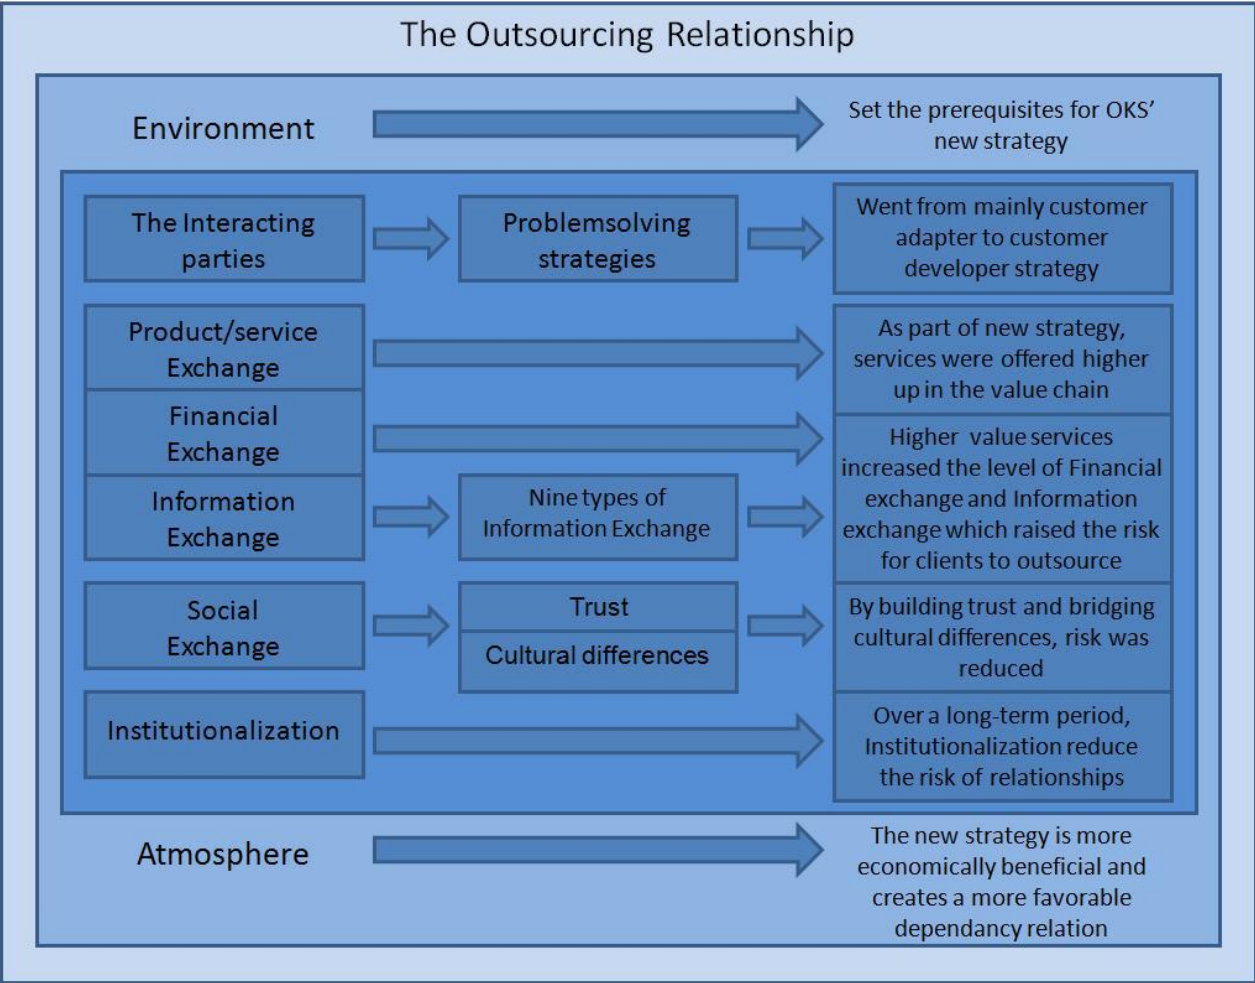 The Outsourcing Relationship
Environment
Set the prerequisites for OKS'
new strategy
The Interacting
parties
Problemsolving
strategies
Went from mainly customer
adapter to customer
developer strategy
Product/service
Exchange
As part of new strategy,
services were offered higher
up in the value chain
Financial
Exchange
Higher value services
increased the level of Financial
exchange and Information
exchange which raised the risk
for clients to outsource
Information
Exchange
Nine types of
Information Exchange
Social
Exchange
Trust
Cultural differences
By building trust and bridging
cultural differences, risk was
reduced
Institutionalization
Over a long-term period,
Institutionalization reduce
the risk of relationships
Atmosphere
The new strategy is more
economically beneficial and
creates a more favorable
dependancy relation